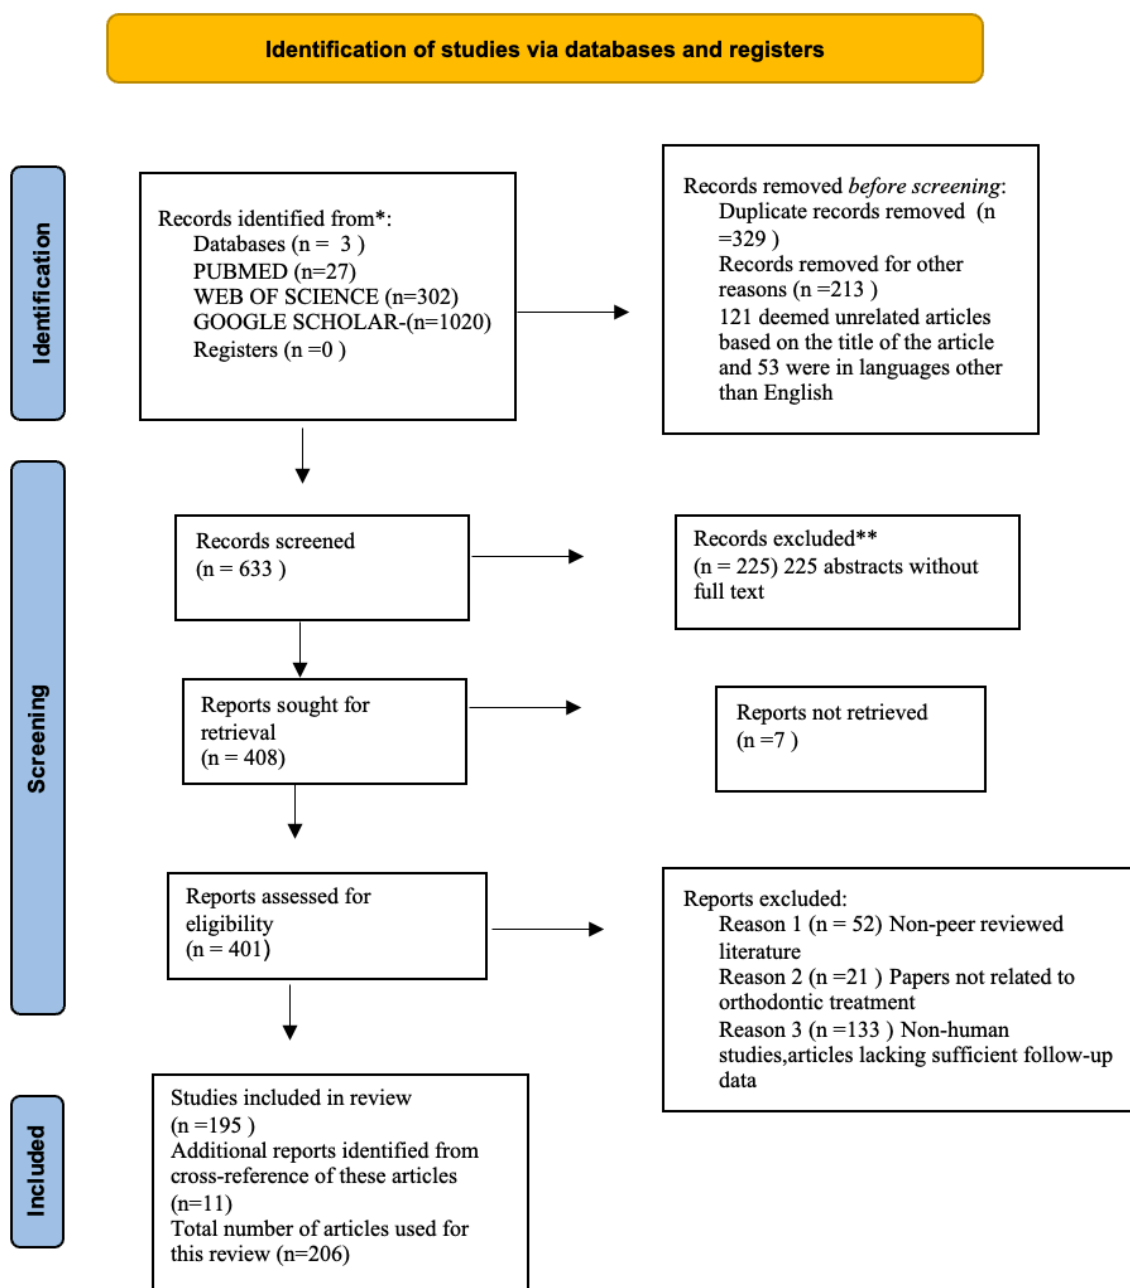 Identification of studies via databases and registers
Identification
Records identified from*:
Databases (n = 3 )
PUBMED (n=27)
WEB OF SCIENCE (n=302)
GOOGLE SCHOLAR-(n=1020)
Registers (n =0 )
Records removed before screening:
Duplicate records removed (n
=329 )
Records removed for other
reasons (n =213 )
121 deemed unrelated articles
based on the title of the article
and 53 were in languages other
than English
Screening
Records screened
(n = 633 )
Records excluded**
(n = 225) 225 abstracts without
full text
Reports sought for
retrieval
(n = 408)
Reports not retrieved
(n =7 )
Reports assessed for
eligibility
(n = 401)
Reports excluded:
Reason 1 (n = 52) Non-peer reviewed
literature
Reason 2 (n =21 ) Papers not related to
orthodontic treatment
Reason 3 (n =133 ) Non-human
studies,articles lacking sufficient follow-up
data
Included
Studies included in review
(n =195 )
Additional reports identified from
cross-reference of these articles
(n=11)
Total number of articles used for
this review (n=206)